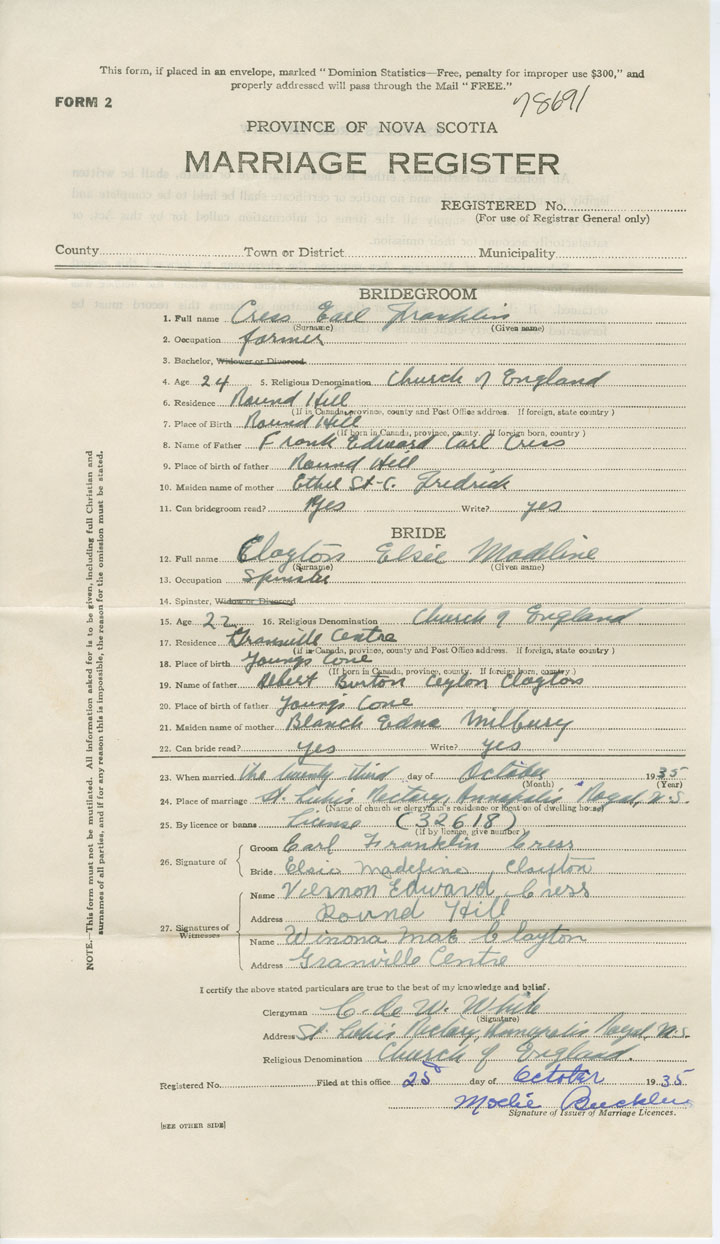 This form, if placed in an envelope, marked "Dominion Statistics—Free, penalty for improper use $300," and
properly addressed will pass through the Mail "FREE."
FORM 2
78691
PROVINCE OF NOVA SCOTIA
MARRIAGE REGISTER
REGISTERED No.
(For use of Registrar General only)
County Town or District Municipality
BRIDEGROOM
1. Full name Cress Earl Franklin
(Surname) (Given name)
2. Occupation farmer
3. Bachelor, Widower or Divorced
4. Age 24 5. Religious Denomination Church of England
6. Residence Round Hill
(If in Canada, province, county and Post Office address. If foreign, state country)
7. Place of Birth Round Hill
(If born in Canada, province, county. If foreign born, country)
8. Name of Father Frank Edward Carl Cress
9. Place of birth of father Round Hill
10. Maiden name of mother Ethel St-C. Fredrick
11. Can bridegroom read? Yes Write? yes
BRIDE
12. Full name Clayton Elsie Madeline
(Surname) (Given name)
13. Occupation Spinster
14. Spinster, Widow or Divorced
15. Age 22 16. Religious Denomination Church of England
17. Residence Granville Centre
(If in Canada, province, county and Post Office address. If foreign, state country)
18. Place of birth Youngs Cove
(If born in Canada, province, county. If foreign born, country)
19. Name of father Albert Burton Ceylon Clayton
20. Place of birth of father Young's Cove
21. Maiden name of mother Blanch Edna Milbury
22. Can bride read? yes Write? yes
23. When married The twenty third day of October 1935
(Month) (Year)
24. Place of marriage St. Luke's Rectory, Annapolis Royal, N.S.
(Name of church or clergyman's residence or location of dwelling house)
25. By licence or banns License (32618)
(If by licence, give number)
26. Signature of
Groom Carl Franklin Cress
Bride Elsie Madeline Clayton
27. Signatures of Witnesses
Name Vernon Edward Cress
Address Round Hill
Name Winona Mae Clayton
Address Granville Centre
I certify the above stated particulars are true to the best of my knowledge and belief.
Clergyman C. de W. White
(Signature)
Address St. Luke's Rectory, Annapolis Royal, N.S.
Religious Denomination Church of England.
Registered No. Filed at this office 25 day of October 1935
Signature of Issuer of Marriage Licences.
[SEE OTHER SIDE]
NOTE.—This form must not be mutilated. All information asked for is to be given, including full Christian and
surnames of all parties, and if for any reason this is impossible, the reason for the omission must be stated.